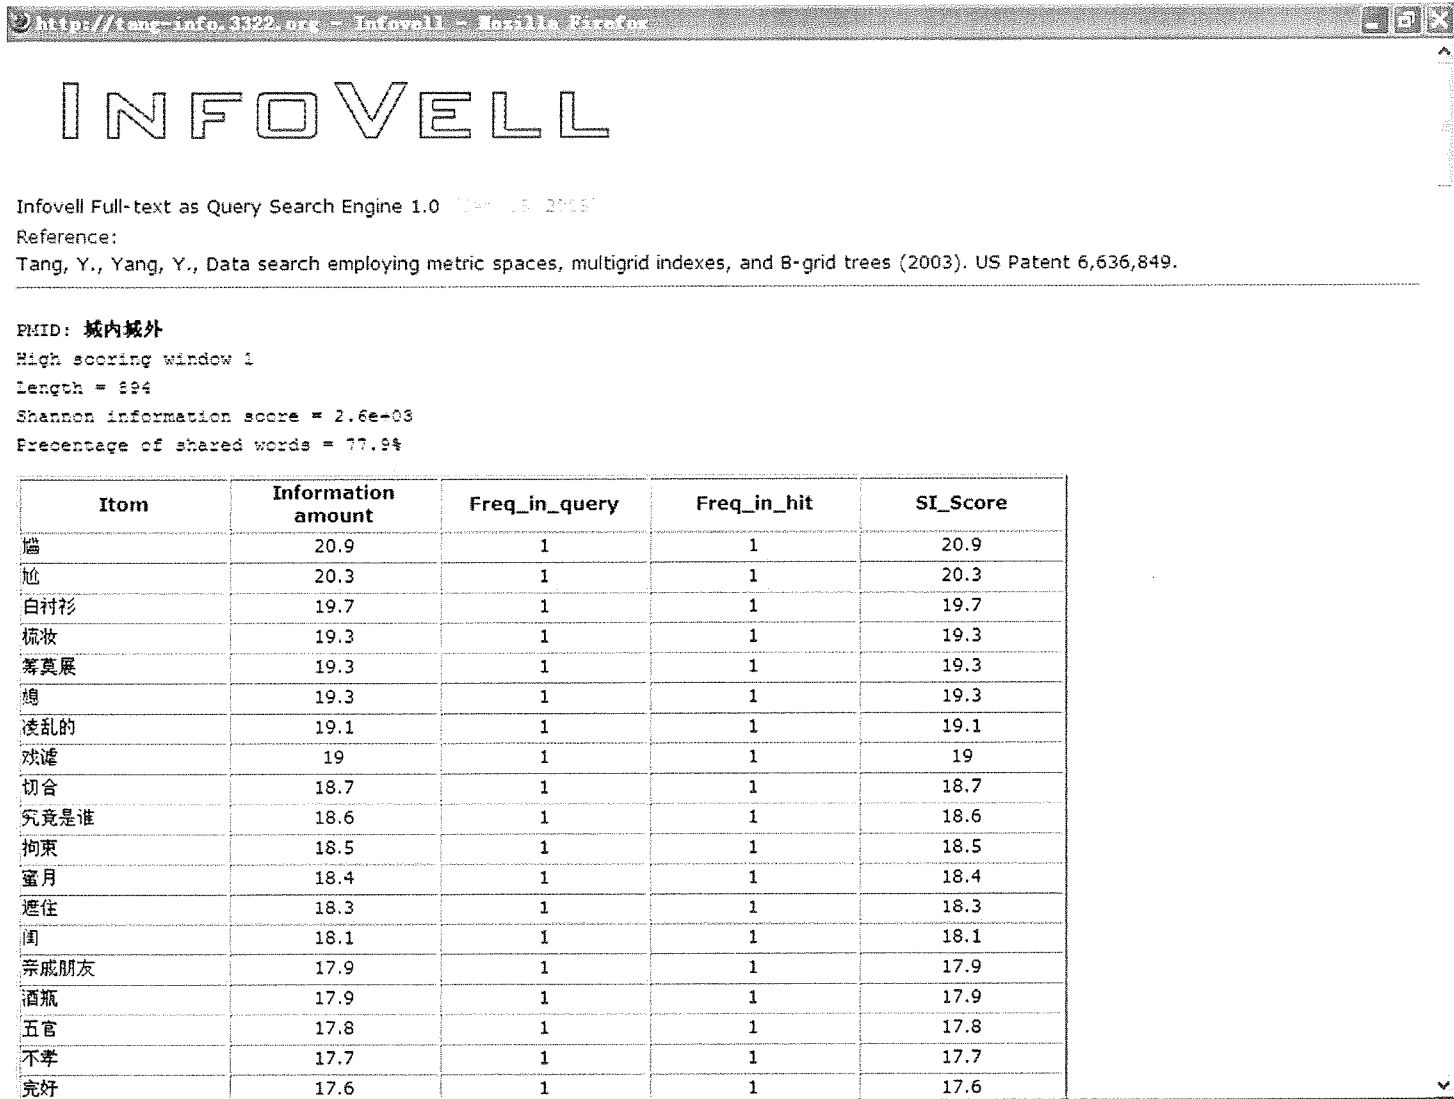 http://tang-info.3322.org - Infovell - Mozilla Firefox
INFOVELL
Infovell Full-text as Query Search Engine 1.0
Reference:
Tang, Y., Yang, Y., Data search employing metric spaces, multigrid indexes, and B-grid trees (2003). US Patent 6,636,849.
PMID: 城内城外
High scoring window 1
Length = 894
Shannon information score = 2.6e+03
Precentage of shared words = 77.9%
Itom Information amount Freq_in_query Freq_in_hit SI_Score
尴 20.9 1 1 20.9
尬 20.3 1 1 20.3
白衬衫 19.7 1 1 19.7
梳妆 19.3 1 1 19.3
筹莫展 19.3 1 1 19.3
媳 19.3 1 1 19.3
凌乱的 19.1 1 1 19.1
戏谑 19 1 1 19
切合 18.7 1 1 18.7
究竟是谁 18.6 1 1 18.6
拘束 18.5 1 1 18.5
蜜月 18.4 1 1 18.4
遮住 18.3 1 1 18.3
闺 18.1 1 1 18.1
亲戚朋友 17.9 1 1 17.9
酒瓶 17.9 1 1 17.9
五官 17.8 1 1 17.8
不孝 17.7 1 1 17.7
完好 17.6 1 1 17.6